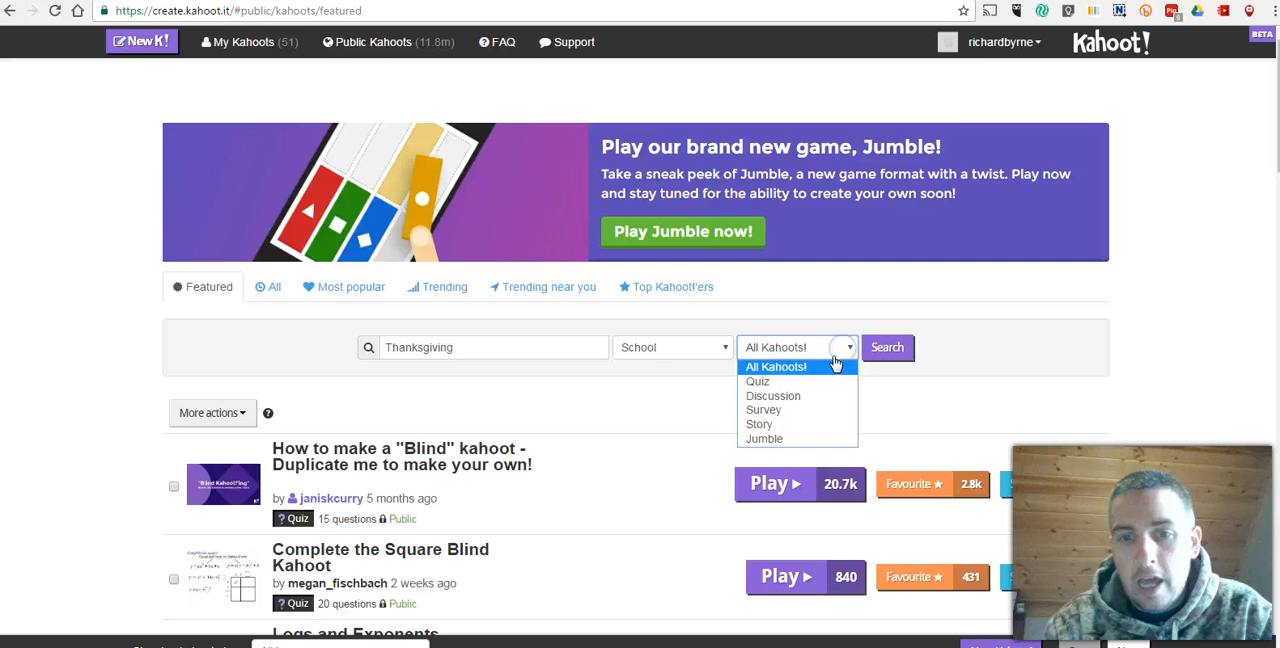 https://create.kahoot.it/#public/kahoots/featured
New K!
My Kahoots (51)
Public Kahoots (11.8m)
FAQ
Support
richardbyrne
Kahoot!
BETA
Play our brand new game, Jumble!
Take a sneak peek of Jumble, a new game format with a twist. Play now
and stay tuned for the ability to create your own soon!
Play Jumble now!
Featured
All
Most popular
Trending
Trending near you
Top Kahoot!'ers
Thanksgiving
School
All Kahoots!
Search
All Kahoots!
Quiz
Discussion
Survey
Story
Jumble
More actions
How to make a "Blind" kahoot -
Duplicate me to make your own!
by janiskcurry 5 months ago
? Quiz 15 questions Public
Play 20.7k
Favourite 2.8k
Complete the Square Blind
Kahoot
by megan_fischbach 2 weeks ago
? Quiz 20 questions Public
Play 840
Favourite 431
Logs and Exponents